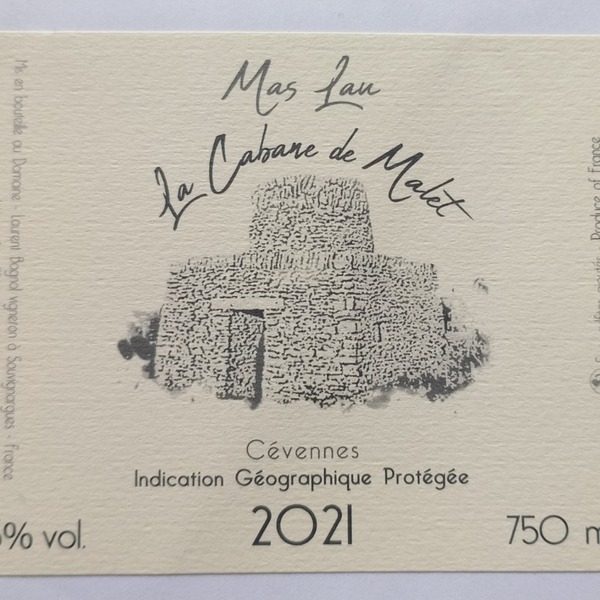 Mas Lau
La Cabane de Malet
Cévennes
Indication Géographique Protégée
2021
% vol.
750 m
Mis en bouteille au Domaine - Laurent Bagnol vigneron à Souvignargues - France
Produce of France